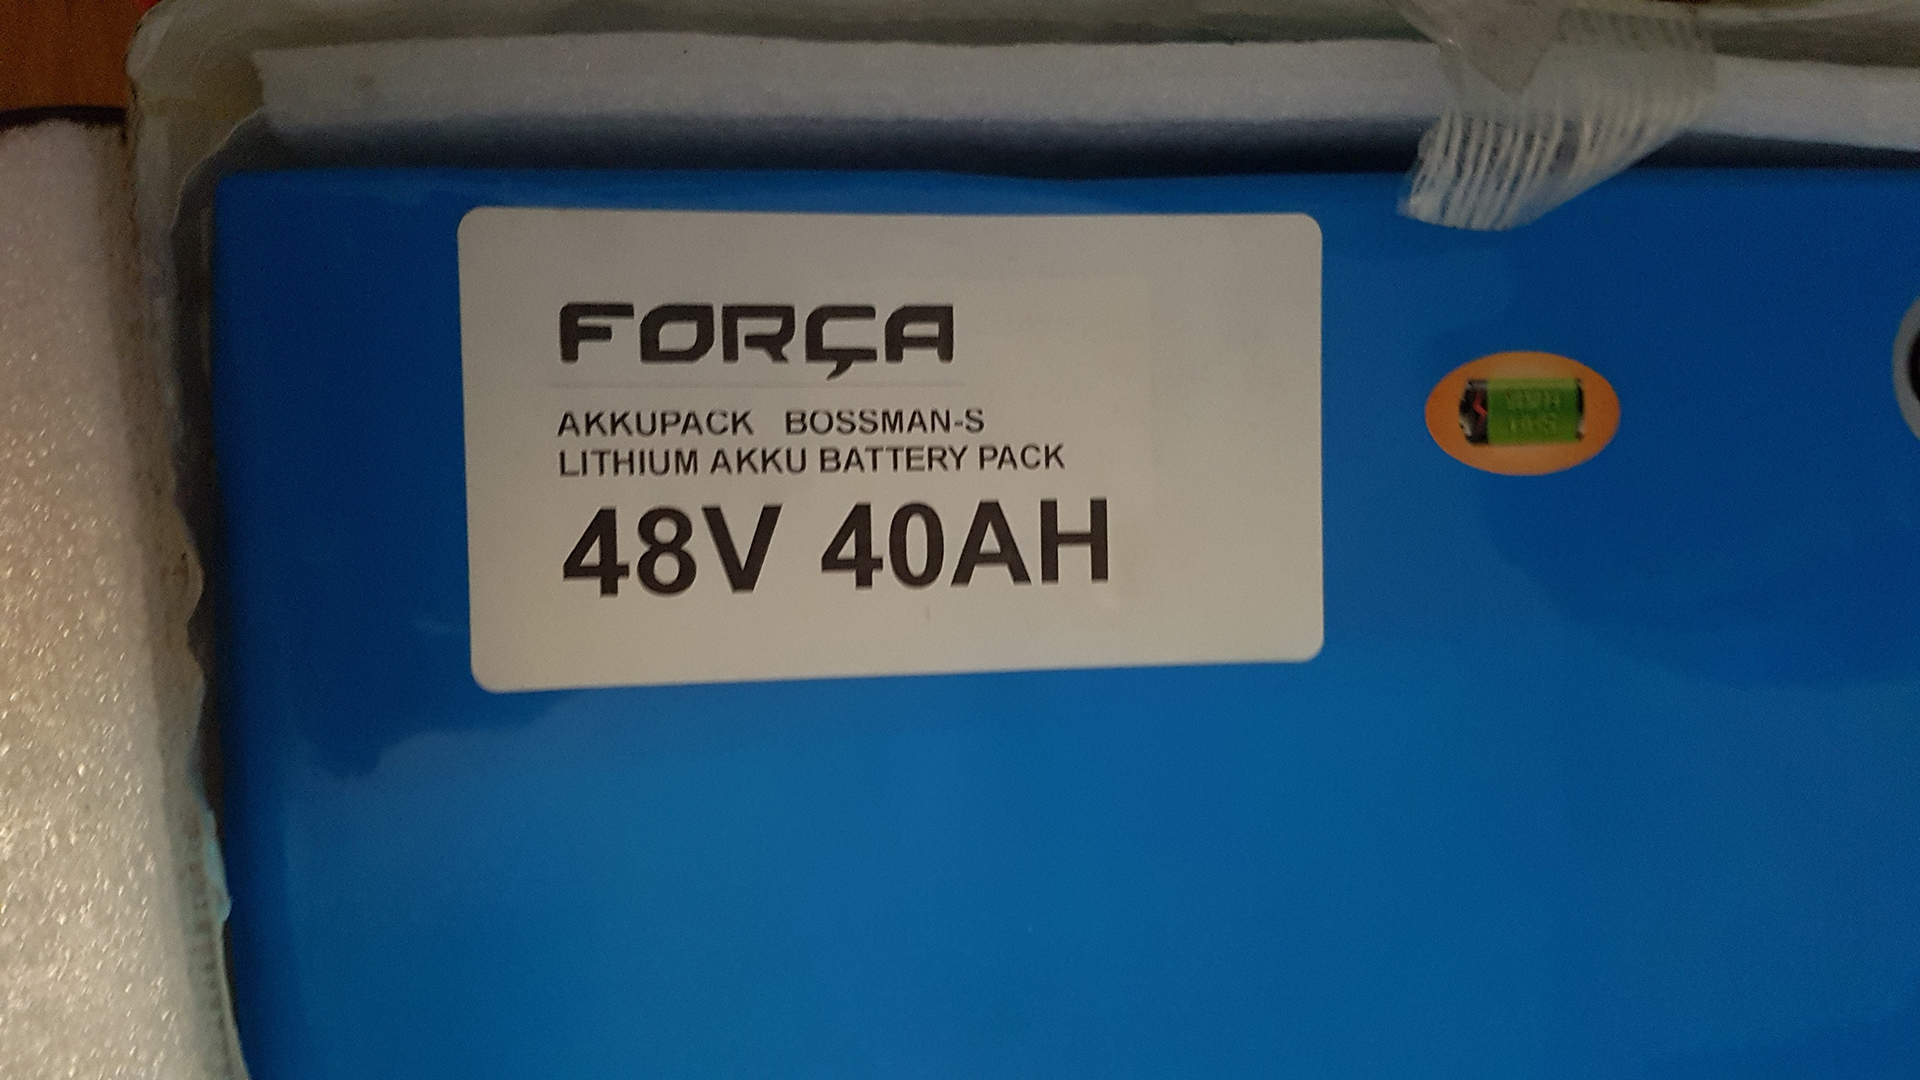 FORÇA
AKKUPACK BOSSMAN-S
LITHIUM AKKU BATTERY PACK
48V 40AH